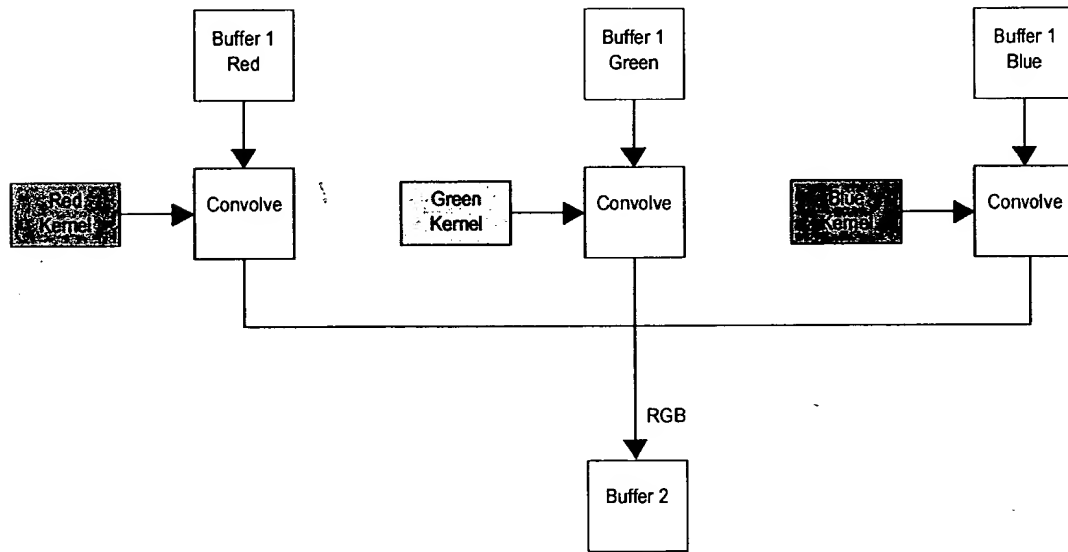 Buffer 1
Red
Buffer 1
Green
Buffer 1
Blue
Red
Kernel
Convolve
Green
Kernel
Convolve
Blue
Kernel
Convolve
RGB
Buffer 2